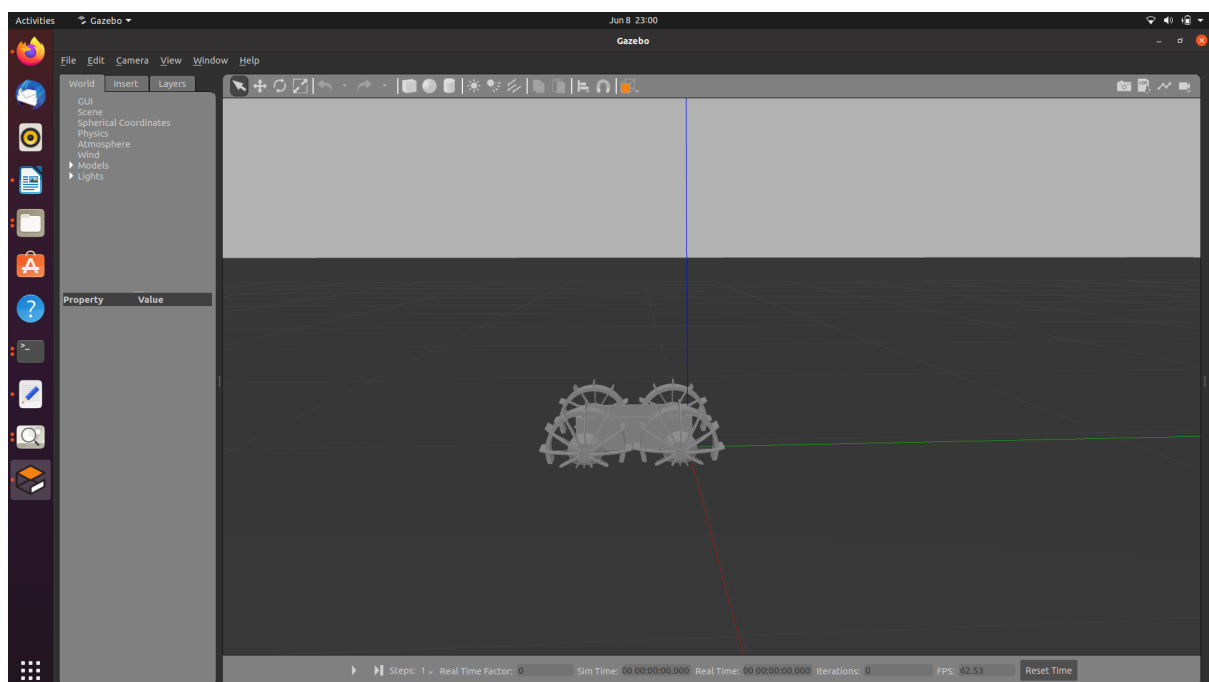 Activities Gazebo Jun 8 23:00
Gazebo
File Edit Camera View Window Help
World Insert Layers
GUI
Scene
Spherical Coordinates
Physics
Atmosphere
Wind
Models
Lights
Property Value
Steps: 1 Real Time Factor: 0 Sim Time: 00 00:00:00.000 Real Time: 00 00:00:00.000 Iterations: 0 FPS: 62.53 Reset Time